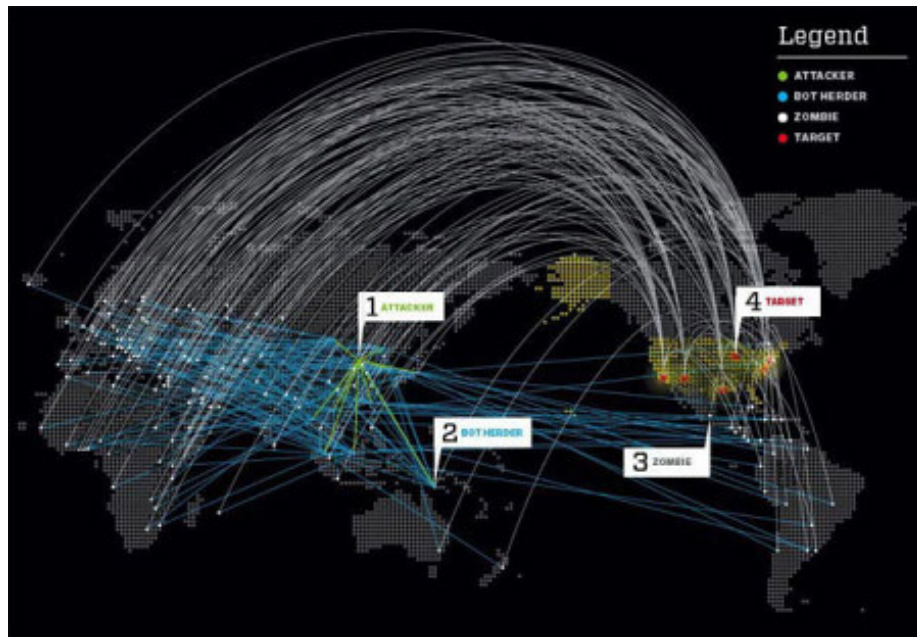 Legend
ATTACKER
BOT HERDER
ZOMBIE
TARGET
1 ATTACKER
4 TARGET
2 BOT HERDER
3 ZOMBIE